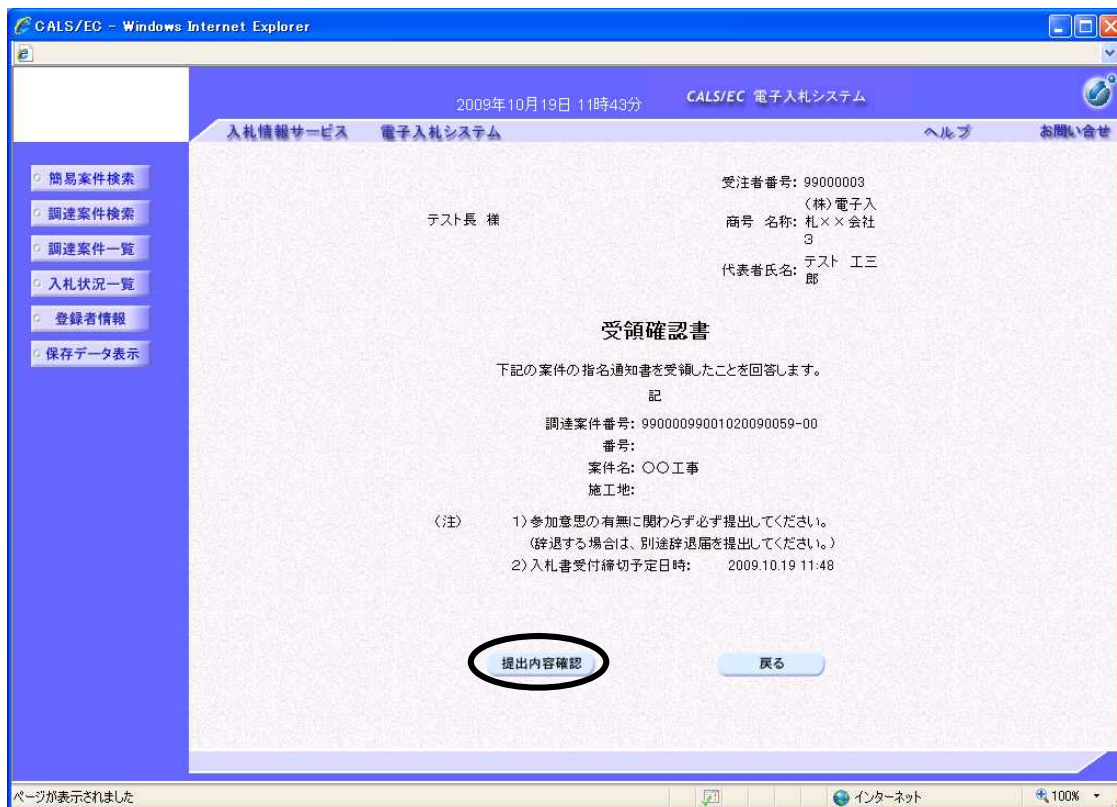 CALS/EC - Windows Internet Explorer
2009年10月19日 11時43分
CALS/EC 電子入札システム
入札情報サービス 電子入札システム ヘルプ お問い合せ
簡易案件検索
調達案件検索
調達案件一覧
入札状況一覧
登録者情報
保存データ表示
受注者番号: 99000003
テスト長 様
商号 名称: (株)電子入
札××会社
3
代表者氏名: テスト 工三
郎
受領確認書
下記の案件の指名通知書を受領したことを回答します。
記
調達案件番号: 99000099001020090059-00
番号:
案件名: 〇〇工事
施工地:
(注) 1)参加意思の有無に関わらず必ず提出してください。
(辞退する場合は、別途辞退届を提出してください。)
2)入札書受付締切予定日時: 2009.10.19 11:48
提出内容確認 戻る
ページが表示されました インターネット 100%